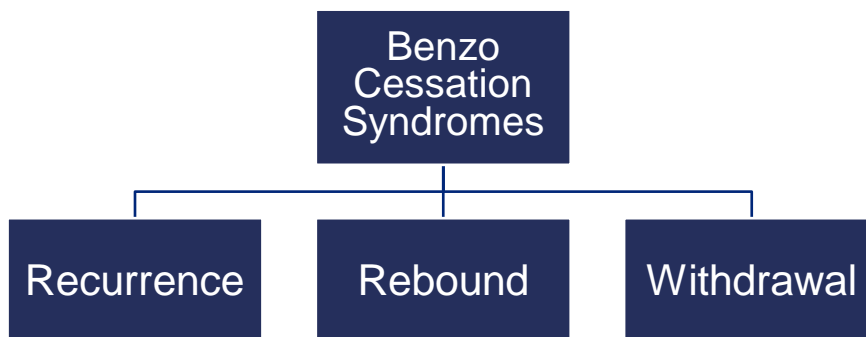 Benzo
Cessation
Syndromes
Recurrence
Rebound
Withdrawal